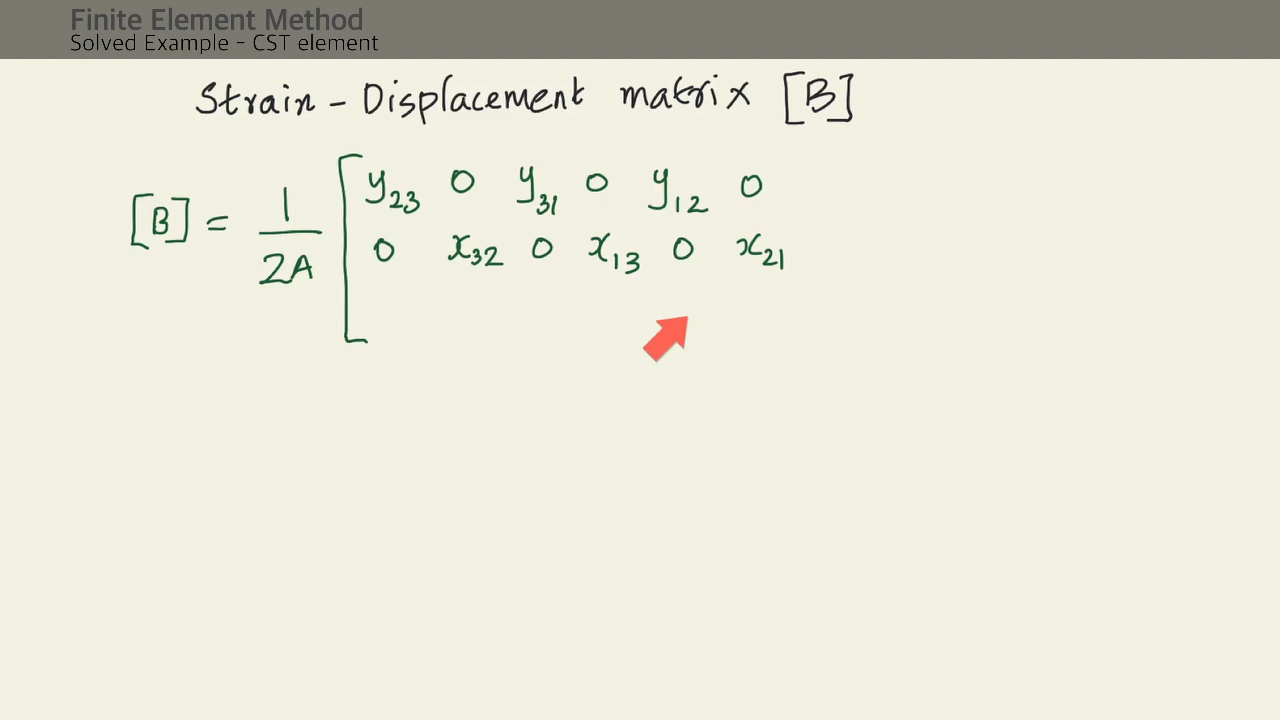 Finite Element Method
Solved Example - CST element
Strain - Displacement matrix [B]
[B] = 1/2A [ y₂₃ 0 y₃₁ 0 y₁₂ 0
0 x₃₂ 0 x₁₃ 0 x₂₁